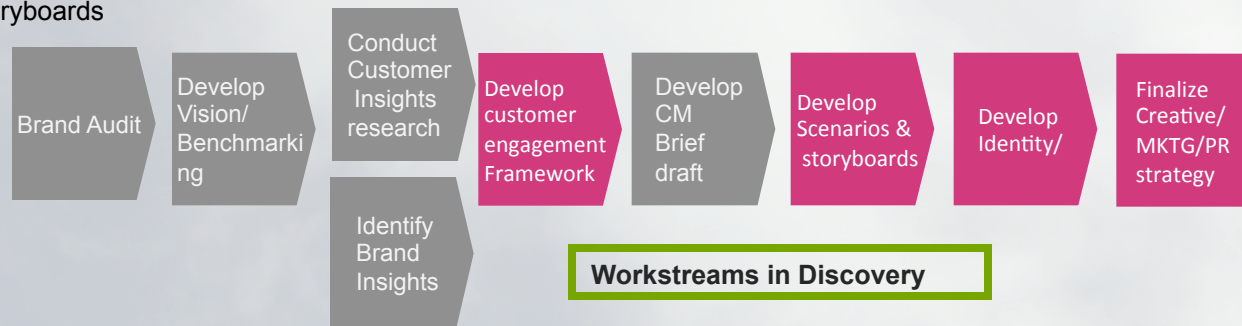 ryboards
Brand Audit
Develop
Vision/
Benchmarki
ng
Conduct
Customer
Insights
research
Identify
Brand
Insights
Develop
customer
engagement
Framework
Develop
CM
Brief
draft
Develop
Scenarios &
storyboards
Develop
Identity/
Finalize
Creative/
MKTG/PR
strategy
Workstreams in Discovery